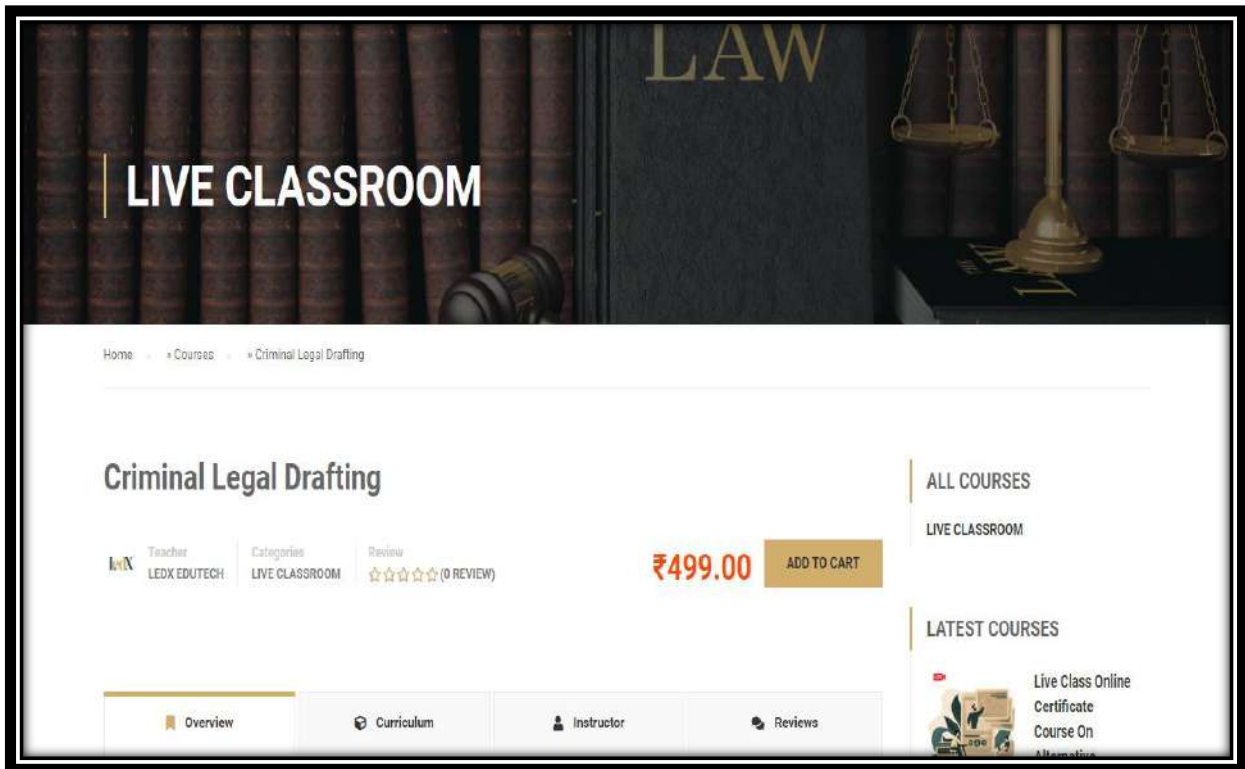 LAW
LIVE CLASSROOM
Home » Courses » Criminal Legal Drafting
Criminal Legal Drafting
ledX
Teacher
LEDX EDUTECH
Categories
LIVE CLASSROOM
Review
(0 REVIEW)
₹499.00
ADD TO CART
Overview
Curriculum
Instructor
Reviews
ALL COURSES
LIVE CLASSROOM
LATEST COURSES
Live Class Online
Certificate
Course On
Alternative